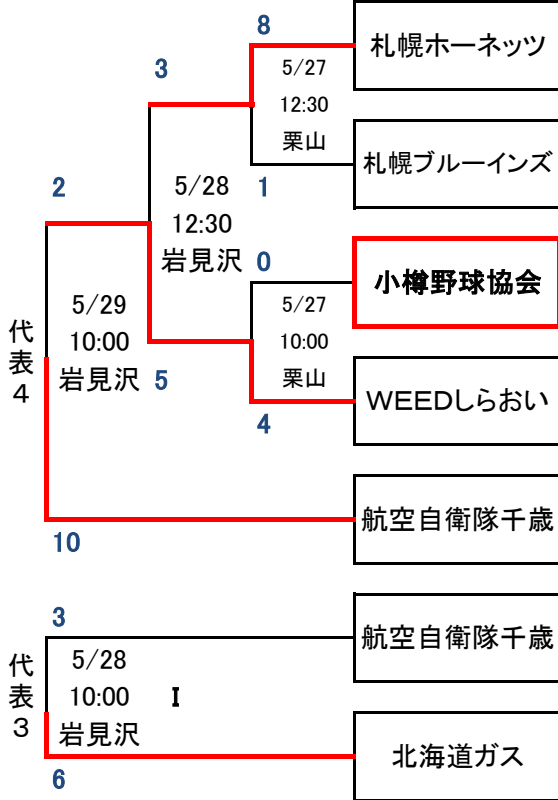 8
札幌ホーネッツ
3
5/27
12:30
栗山
札幌ブルーインズ
2
5/28
1
12:30
岩見沢
0
小樽野球協会
5/29
5/27
10:00
10:00
岩見沢
栗山
5
代表4
WEEDしらおい
4
航空自衛隊千歳
10
3
航空自衛隊千歳
5/28
代表3
10:00
I
岩見沢
北海道ガス
6